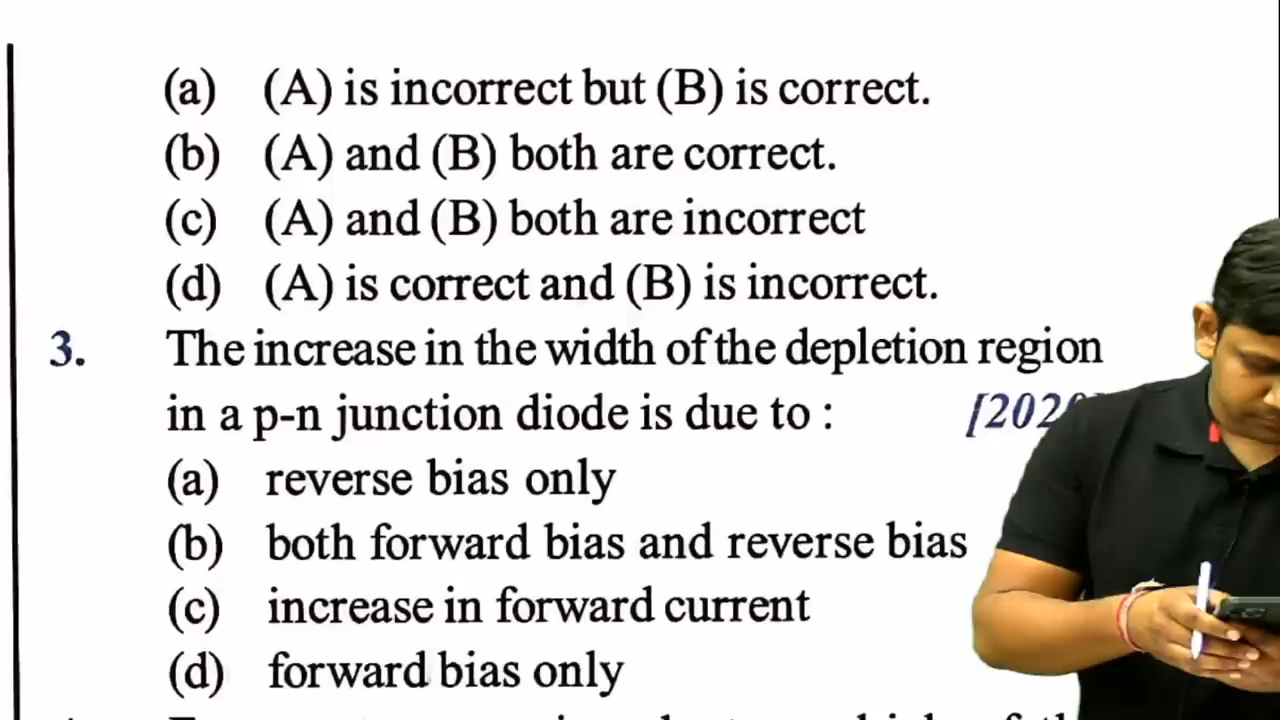 (a) (A) is incorrect but (B) is correct.
(b) (A) and (B) both are correct.
(c) (A) and (B) both are incorrect
(d) (A) is correct and (B) is incorrect.
3. The increase in the width of the depletion region
in a p-n junction diode is due to :
(a) reverse bias only
(b) both forward bias and reverse bias
(c) increase in forward current
(d) forward bias only